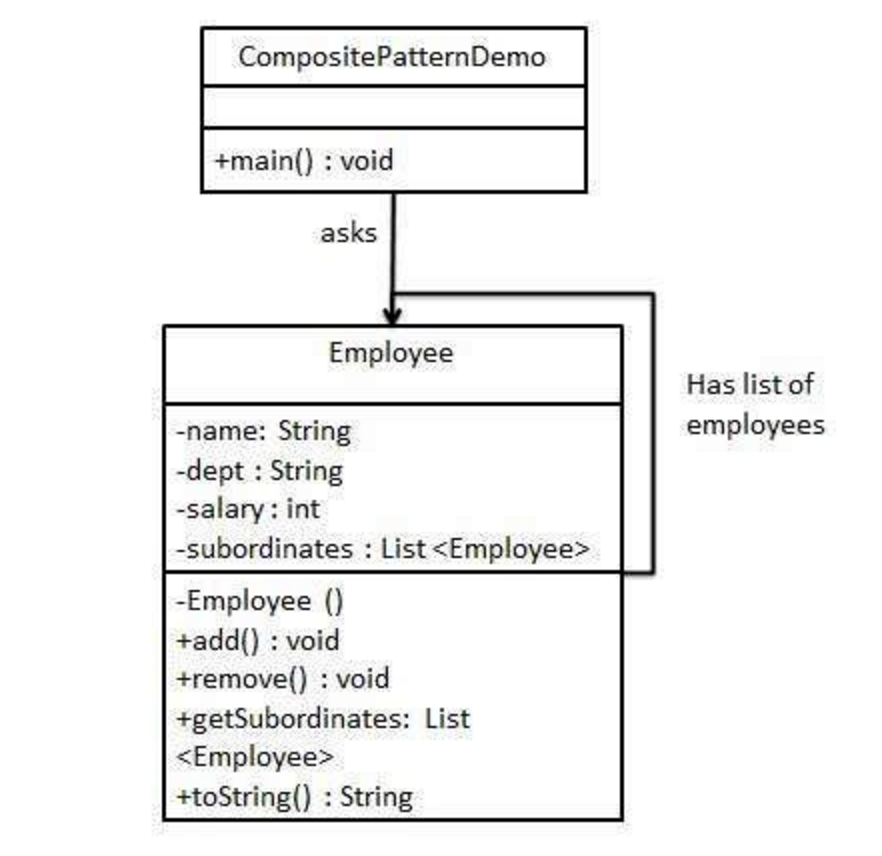 CompositePatternDemo
+main() : void
asks
Employee
Has list of
employees
-name: String
-dept : String
-salary : int
-subordinates : List <Employee>
-Employee ()
+add() : void
+remove() : void
+getSubordinates: List
<Employee>
+toString() : String